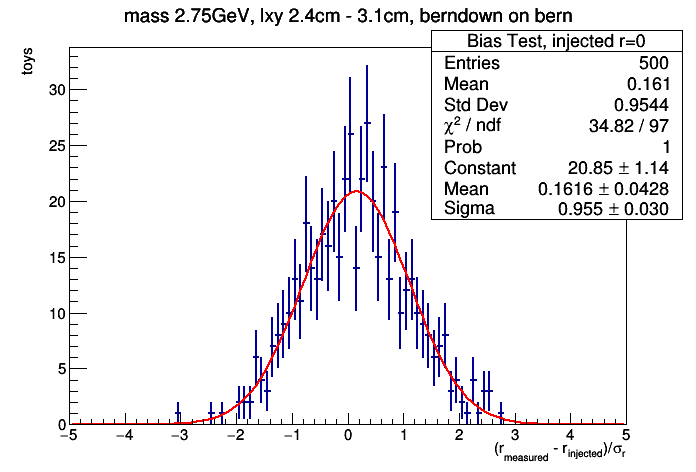 mass 2.75GeV, lxy 2.4cm - 3.1cm, berndown on bern
Bias Test, injected r=0
Entries 500
Mean 0.161
Std Dev 0.9544
χ² / ndf 34.82 / 97
Prob 1
Constant 20.85 ± 1.14
Mean 0.1616 ± 0.0428
Sigma 0.955 ± 0.030
toys
30
25
20
15
10
5
0
−5 −4 −3 −2 −1 0 1 2 3 4 5
(r_measured - r_injected)/σ_r